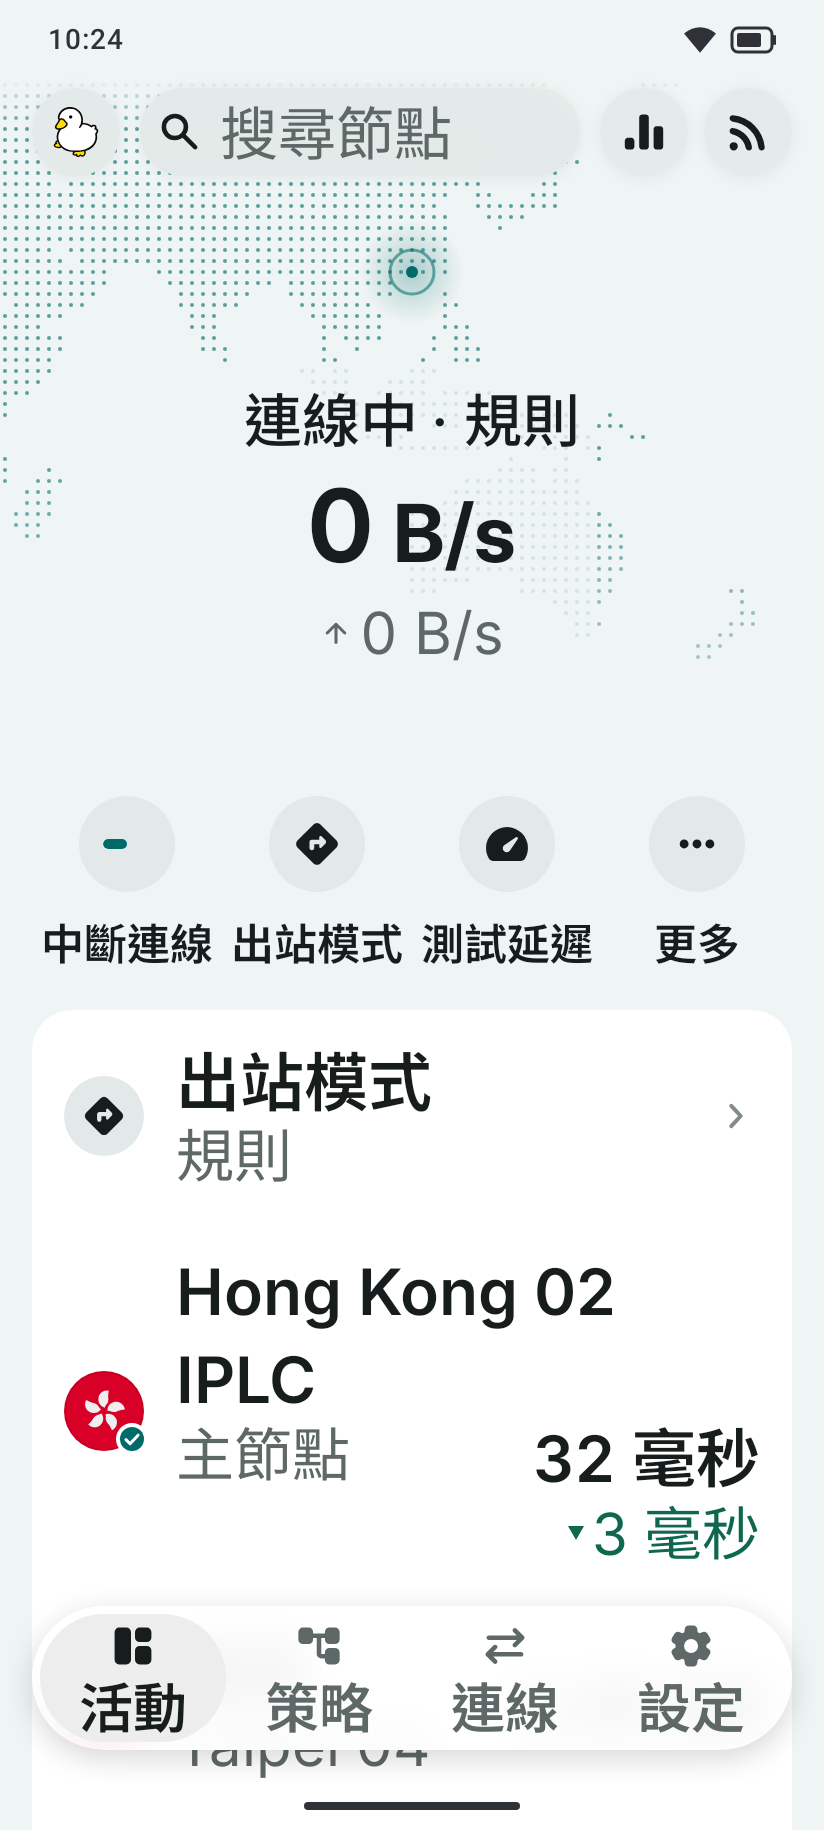 10:24
搜尋節點
連線中 · 規則
0 B/s
↑0 B/s
中斷連線 出站模式 測試延遲 更多
出站模式
規則
Hong Kong 02
IPLC
主節點
32 毫秒
▼3 毫秒
活動 策略 連線 設定
Taipei 04